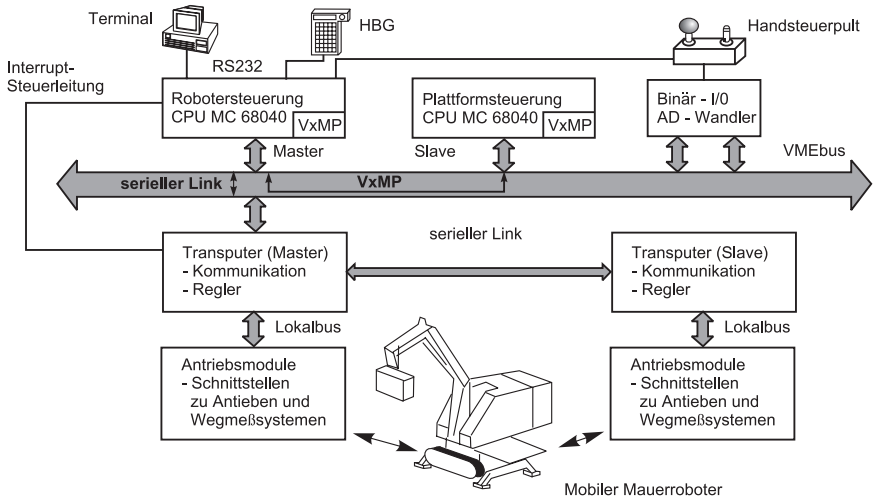 Terminal
HBG
Handsteuerpult
Interrupt-
Steuerleitung
RS232
Robotersteuerung
CPU MC 68040
VxMP
Plattformsteuerung
CPU MC 68040
VxMP
Binär - I/0
AD - Wandler
Master
Slave
VMEbus
serieller Link
VxMP
serieller Link
Transputer (Master)
- Kommunikation
- Regler
Transputer (Slave)
- Kommunikation
- Regler
Lokalbus
Lokalbus
Antriebsmodule
- Schnittstellen
zu Antieben und
Wegmeßsystemen
Antriebsmodule
- Schnittstellen
zu Antieben und
Wegmeßsystemen
Mobiler Mauerroboter